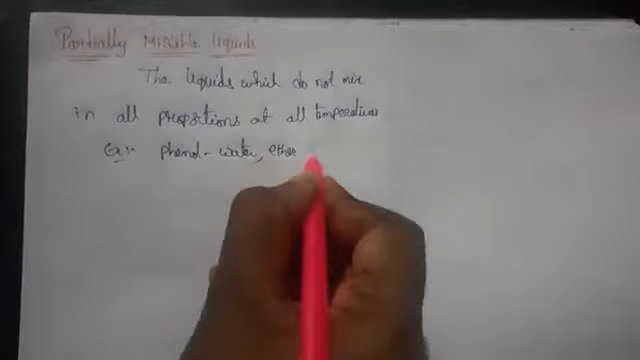 Partially Miscible liquids
The liquids which do not mix
in all proportions at all temperatures
Ex:- phenol - water, ether